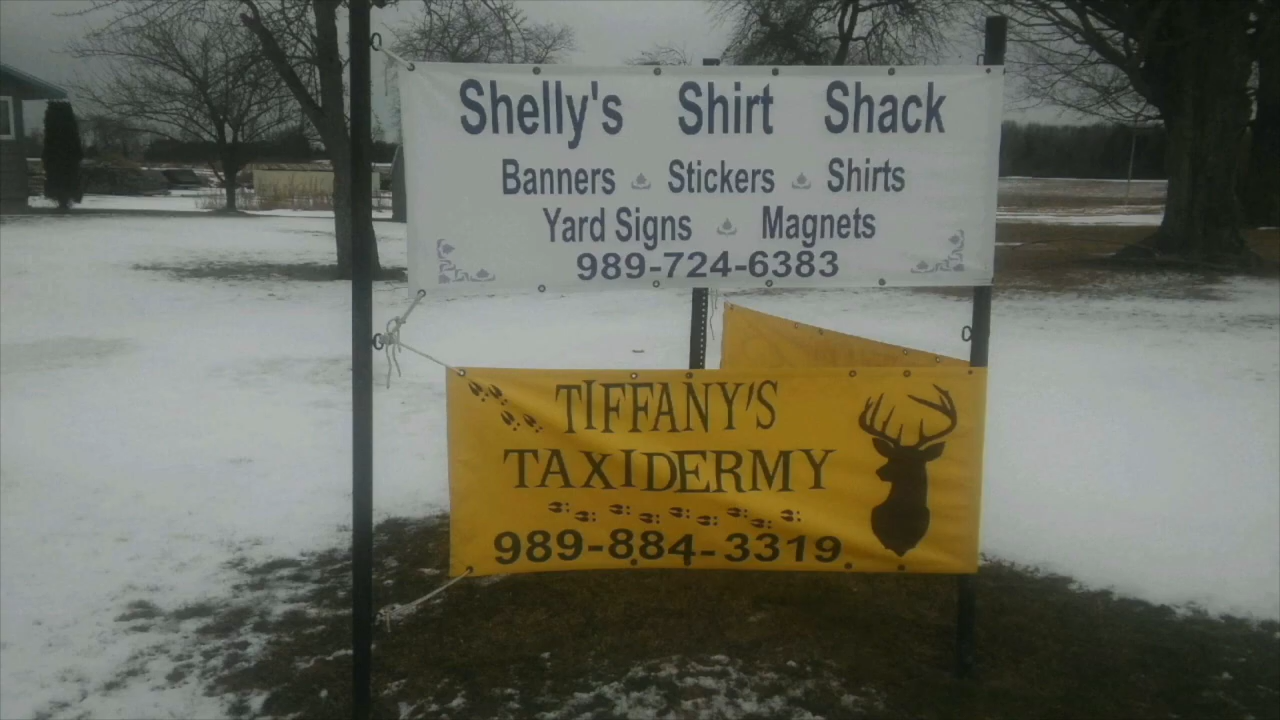 Shelly's Shirt Shack
Banners Stickers Shirts
Yard Signs Magnets
989-724-6383
TIFFANY'S
TAXIDERMY
989-884-3319